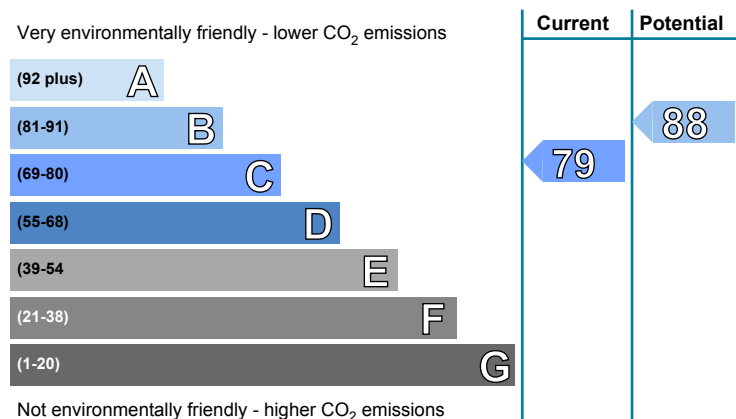 Very environmentally friendly - lower CO₂ emissions
Current
Potential
(92 plus) A
(81-91) B
(69-80) C
(55-68) D
(39-54 E
(21-38) F
(1-20) G
79
88
Not environmentally friendly - higher CO₂ emissions